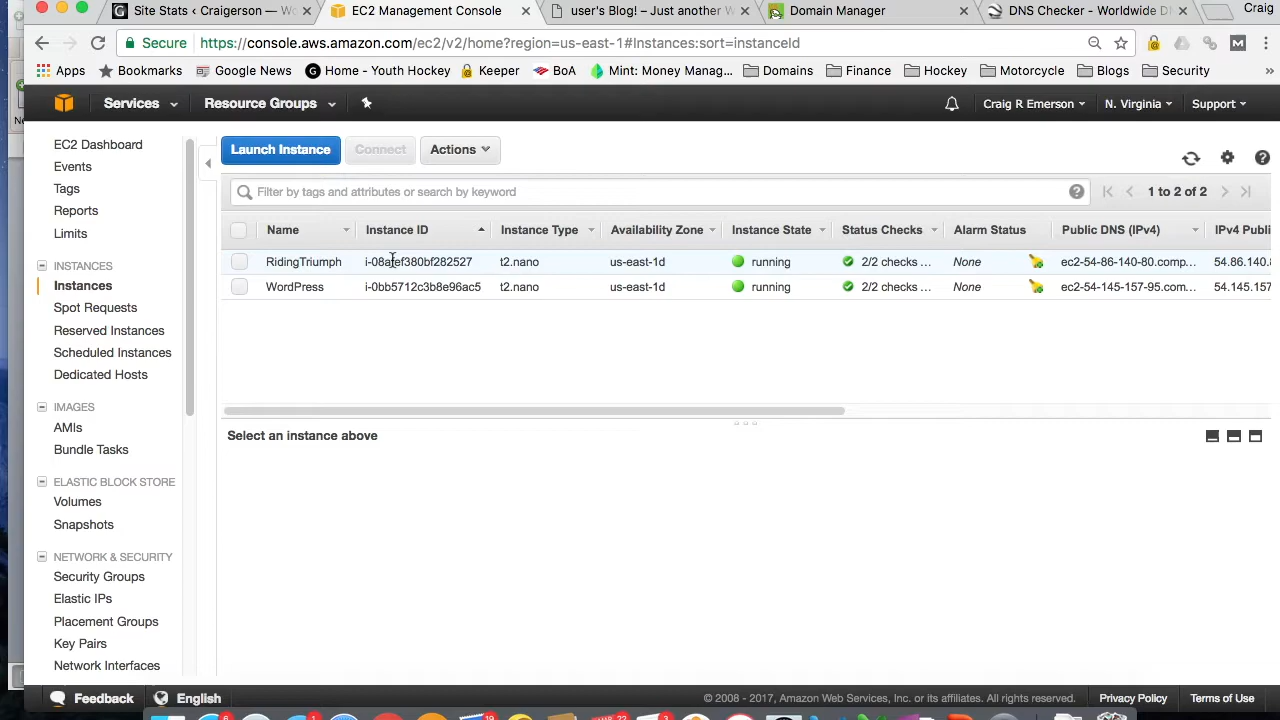 Site Stats ‹ Craigerson — Wo
EC2 Management Console
user's Blog! – Just another W
Domain Manager
DNS Checker - Worldwide D
Craig
Secure https://console.aws.amazon.com/ec2/v2/home?region=us-east-1#Instances:sort=instanceId
Apps Bookmarks Google News Home - Youth Hockey Keeper BoA Mint: Money Manag... Domains Finance Hockey Motorcycle Blogs Security »
Services Resource Groups Craig R Emerson N. Virginia Support
EC2 Dashboard
Events
Tags
Reports
Limits
INSTANCES
Instances
Spot Requests
Reserved Instances
Scheduled Instances
Dedicated Hosts
IMAGES
AMIs
Bundle Tasks
ELASTIC BLOCK STORE
Volumes
Snapshots
NETWORK & SECURITY
Security Groups
Elastic IPs
Placement Groups
Key Pairs
Network Interfaces
Launch Instance Connect Actions
Filter by tags and attributes or search by keyword
1 to 2 of 2
Name Instance ID Instance Type Availability Zone Instance State Status Checks Alarm Status Public DNS (IPv4) IPv4 Publi
RidingTriumph t2.nano us-east-1d running 2/2 checks ... None ec2-54-86-140-80.comp... 54.86.140.8
WordPress i-0bb5712c3b8e96ac5 t2.nano us-east-1d running 2/2 checks ... None ec2-54-145-157-95.com... 54.145.157
Select an instance above
Feedback English © 2008 - 2017, Amazon Web Services, Inc. or its affiliates. All rights reserved. Privacy Policy Terms of Use